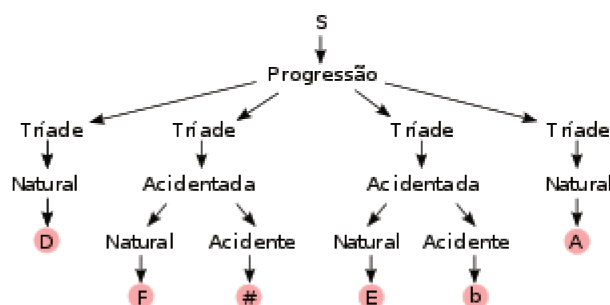 S
Progressão
Tríade Tríade Tríade Tríade
Natural Acidentada Acidentada Natural
D Natural Acidente Natural Acidente A
F # E b